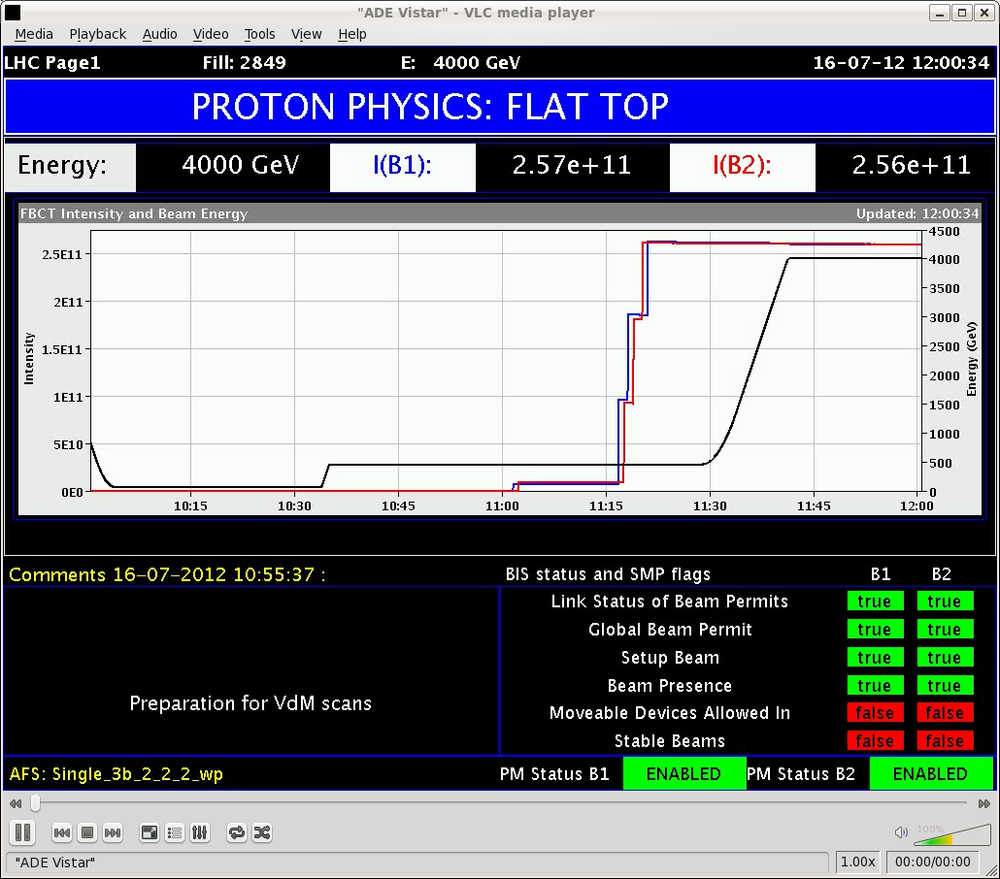 "ADE Vistar" - VLC media player
Media Playback Audio Video Tools View Help
LHC Page1 Fill: 2849 E: 4000 GeV 16-07-12 12:00:34
PROTON PHYSICS: FLAT TOP
Energy: 4000 GeV I(B1): 2.57e+11 I(B2): 2.56e+11
FBCT Intensity and Beam Energy Updated: 12:00:34
4500
2.5E11
4000
3500
2E11
3000
Intensity
1.5E11
2500
Energy (GeV)
2000
1E11
1500
1000
5E10
500
0E0
0
10:15 10:30 10:45 11:00 11:15 11:30 11:45 12:00
Comments 16-07-2012 10:55:37 :
Preparation for VdM scans
BIS status and SMP flags B1 B2
Link Status of Beam Permits true true
Global Beam Permit true true
Setup Beam true true
Beam Presence true true
Moveable Devices Allowed In false false
Stable Beams false false
AFS: Single_3b_2_2_2_wp PM Status B1 ENABLED PM Status B2 ENABLED
100%
"ADE Vistar" 1.00x 00:00/00:00